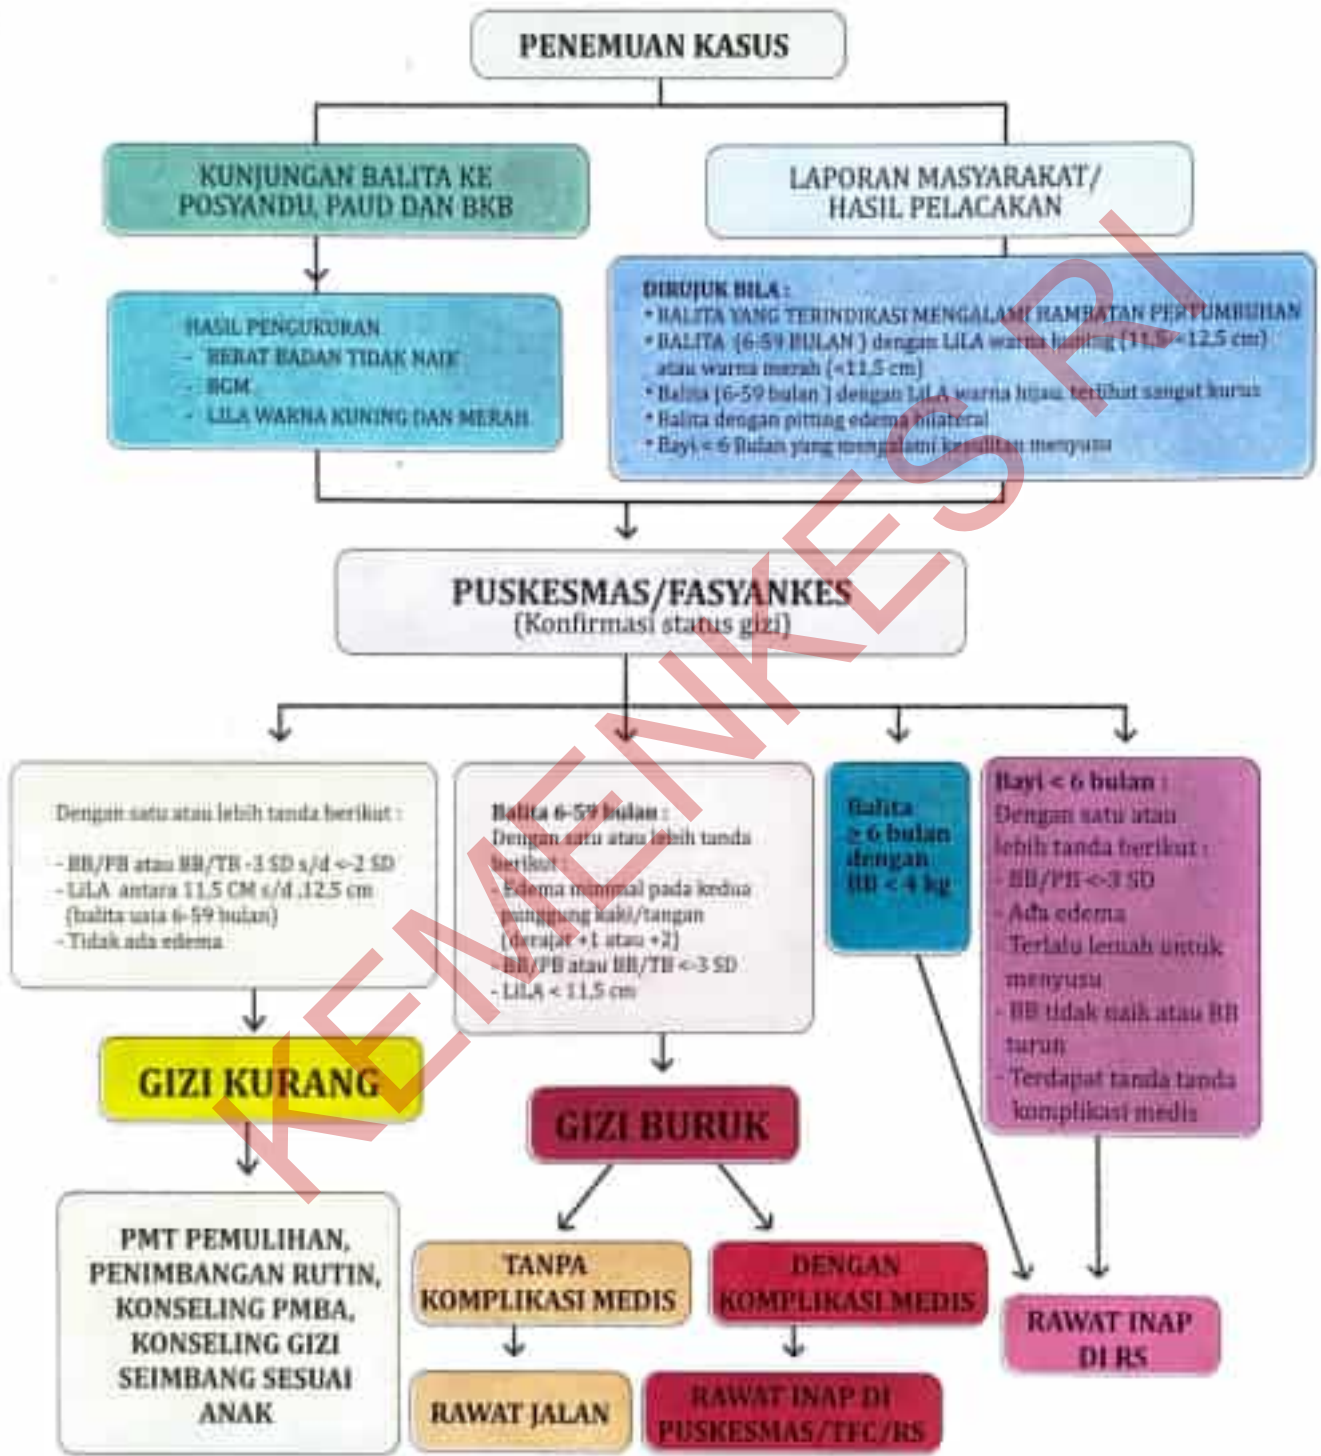 PENEMUAN KASUS
KUNJUNGAN BALITA KE
POSYANDU, PAUD DAN BKB
LAPORAN MASYARAKAT/
HASIL PELACAKAN
HASIL PENGUKURAN
- BERAT BADAN TIDAK NAIK
- BGM
- LILA WARNA KUNING DAN MERAH
DIRUJUK BILA :
• BALITA YANG TERINDIKASI MENGALAMI HAMBATAN PERTUMBUHAN
• BALITA (6-59 BULAN ) dengan LiLA warna kuning (11,5-<12,5 cm)
atau warna merah (<11,5 cm)
• Balita (6-59 bulan ) dengan LiLA warna hijau terlihat sangat kurus
• Balita dengan pitting edema bilateral
• Bayi < 6 Bulan yang mengalami kesulitan menyusu
PUSKESMAS/FASYANKES
(Konfirmasi status gizi)
Dengan satu atau lebih tanda berikut :
- BB/PB atau BB/TB -3 SD s/d <-2 SD
- LiLA antara 11,5 CM s/d .12,5 cm
(balita usia 6-59 bulan)
- Tidak ada edema
Balita 6-59 bulan :
Dengan satu atau lebih tanda
berikut :
- Edema minimal pada kedua
punggung kaki/tangan
(derajat +1 atau +2)
- BB/PB atau BB/TB <-3 SD
- LiLA < 11,5 cm
Balita
≥ 6 bulan
dengan
BB < 4 kg
Bayi < 6 bulan :
Dengan satu atau
lebih tanda berikut :
- BB/PB <-3 SD
- Ada edema
- Terlalu lemah untuk
menyusu
- BB tidak naik atau BB
turun
- Terdapat tanda tanda
komplikasi medis
GIZI KURANG
GIZI BURUK
PMT PEMULIHAN,
PENIMBANGAN RUTIN,
KONSELING PMBA,
KONSELING GIZI
SEIMBANG SESUAI
ANAK
TANPA
KOMPLIKASI MEDIS
DENGAN
KOMPLIKASI MEDIS
RAWAT JALAN
RAWAT INAP DI
PUSKESMAS/TFC/RS
RAWAT INAP
DI RS
KEMENKES RI